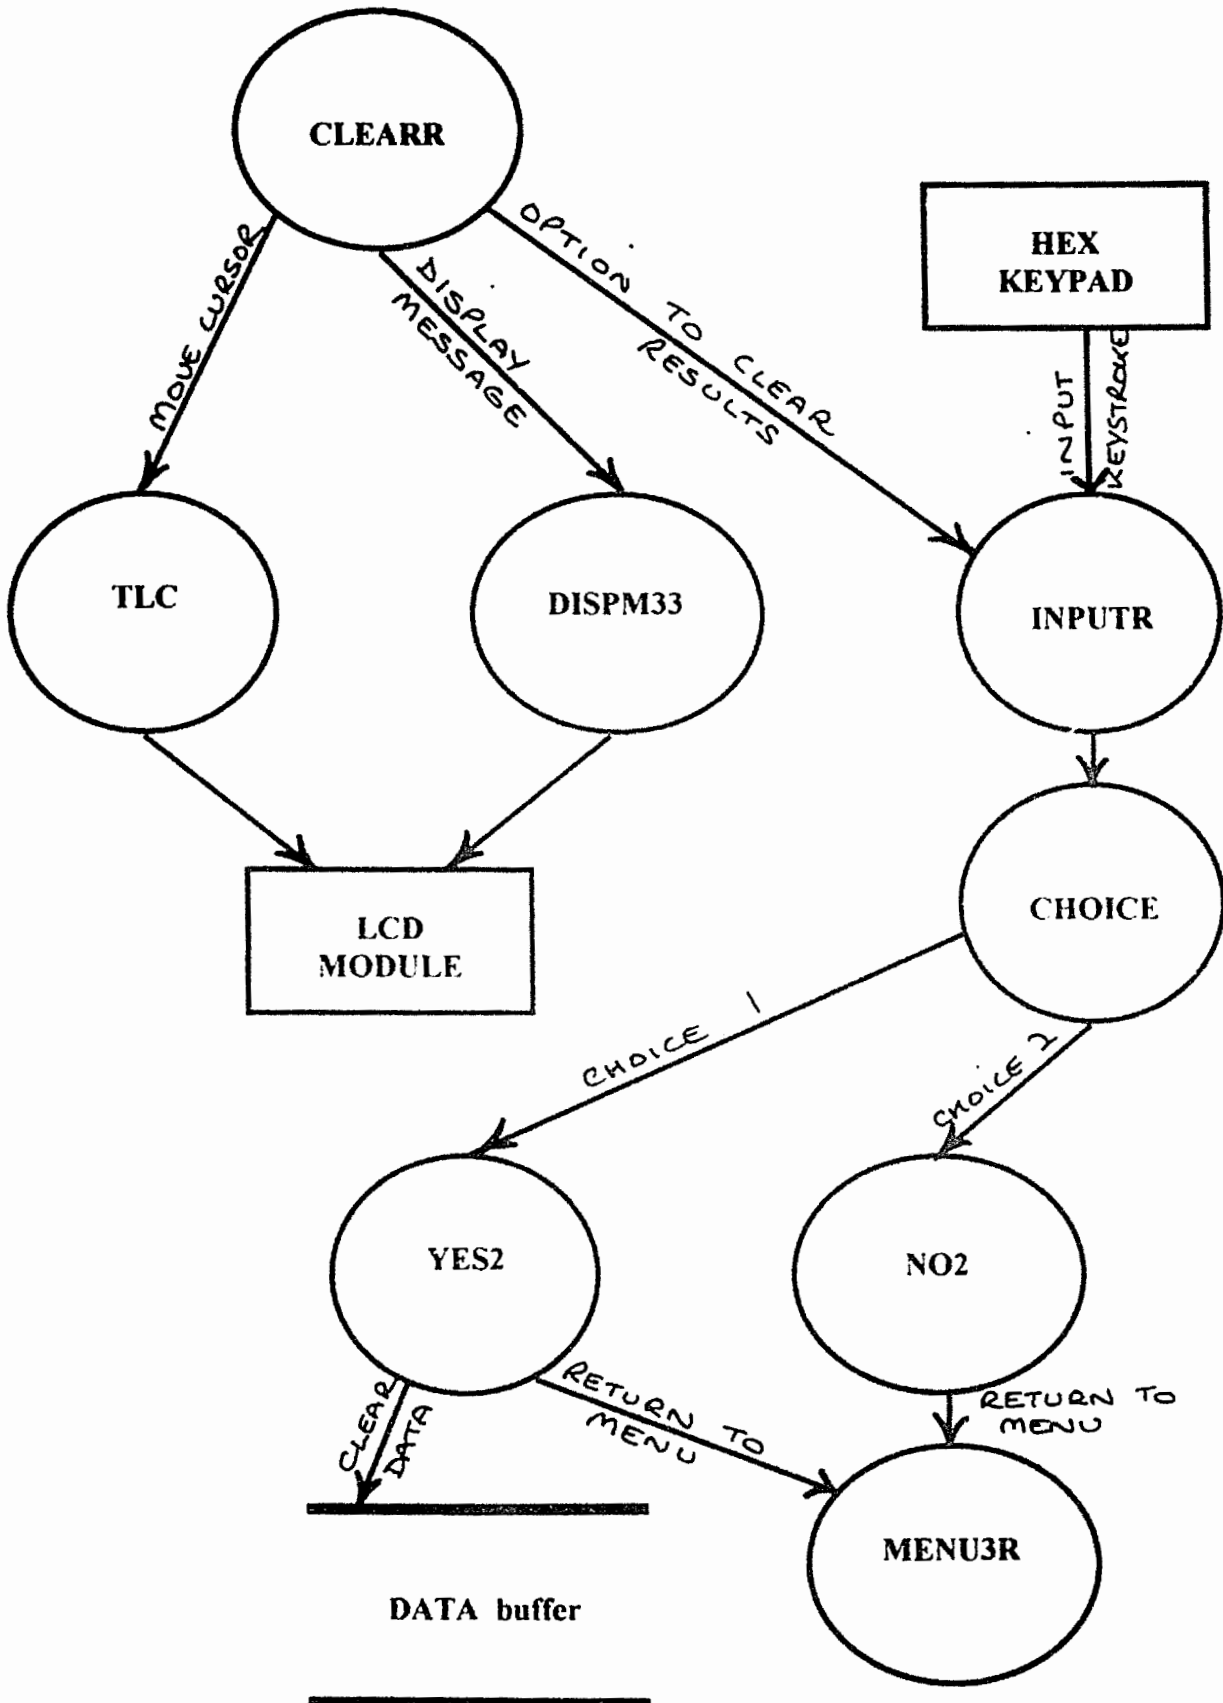 CLEARR
HEX
KEYPAD
MOVE CURSOR
DISPLAY
MESSAGE
OPTION TO CLEAR
RESULTS
INPUT
KEYSTROKE
TLC
DISPM33
INPUTR
LCD
MODULE
CHOICE
CHOICE 1
CHOICE 2
YES2
NO2
CLEAR
DATA
RETURN TO
MENU
RETURN TO
MENU
MENU3R
DATA buffer